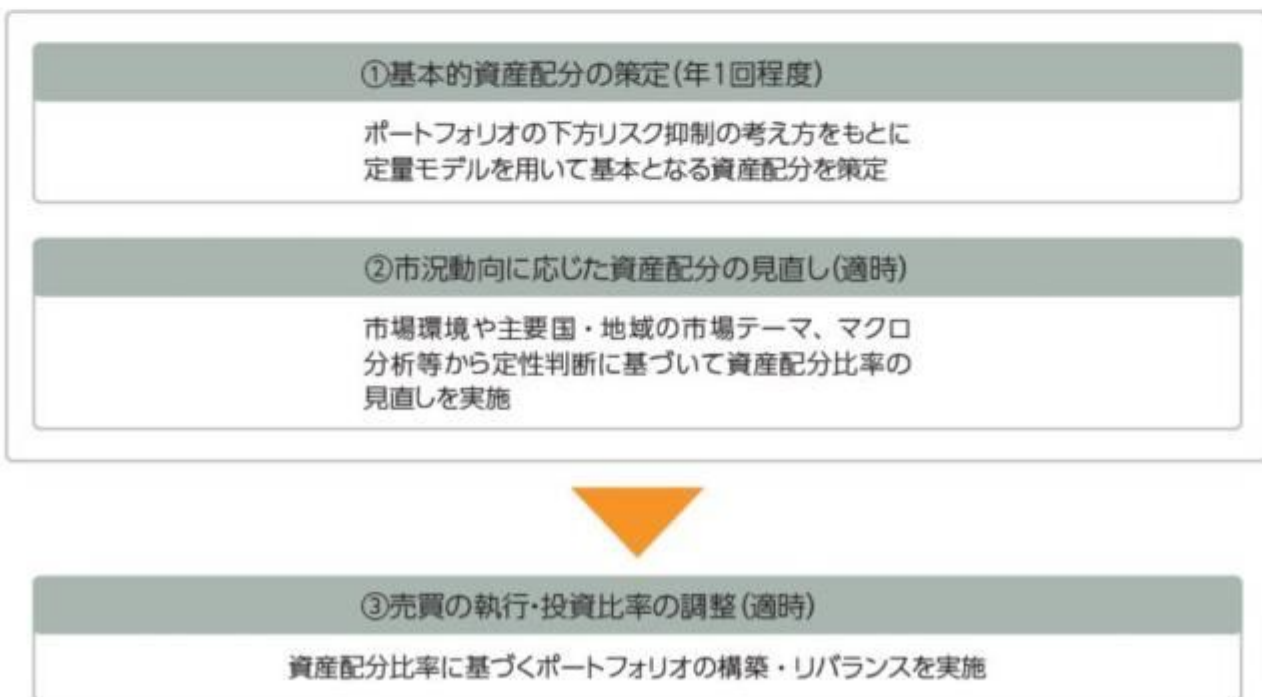 ①基本的資産配分の策定(年1回程度)
ポートフォリオの下方リスク抑制の考え方をもとに
定量モデルを用いて基本となる資産配分を策定
②市況動向に応じた資産配分の見直し(適時)
市場環境や主要国・地域の市場テーマ、マクロ
分析等から定性判断に基づいて資産配分比率の
見直しを実施
③売買の執行・投資比率の調整(適時)
資産配分比率に基づくポートフォリオの構築・リバランスを実施